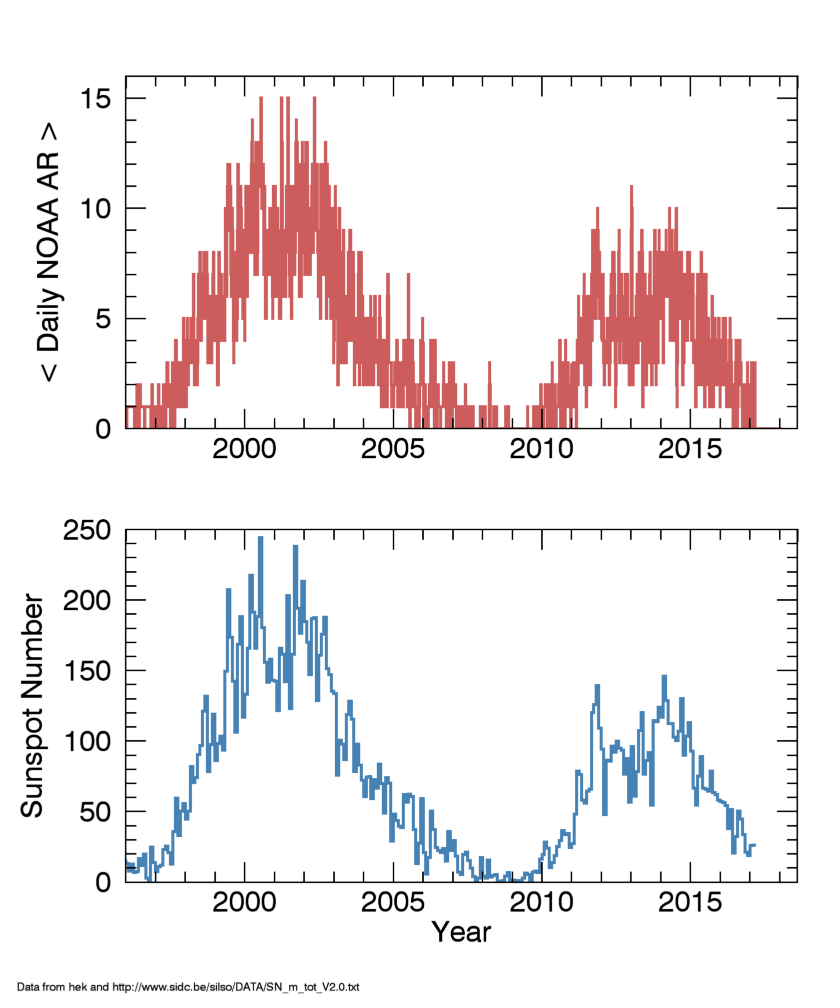 15
10
5
0
< Daily NOAA AR >
2000 2005 2010 2015
250
200
150
100
50
0
Sunspot Number
2000 2005 2010 2015
Year
Data from hek and http://www.sidc.be/silso/DATA/SN_m_tot_V2.0.txt